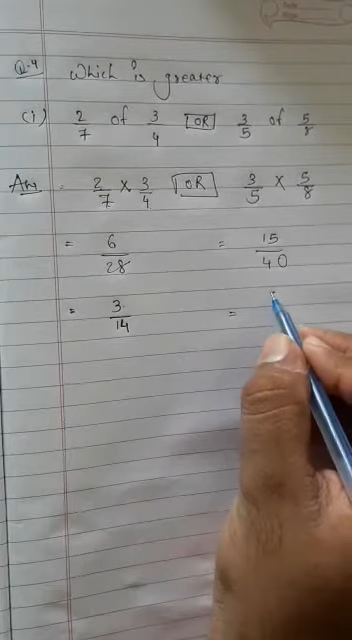 Q.4 Which is greater
(i) 2/7 of 3/4 OR 3/5 of 5/8
Ans. 2/7 × 3/4 OR 3/5 × 5/8
= 6/28 = 15/40
= 3/14 =